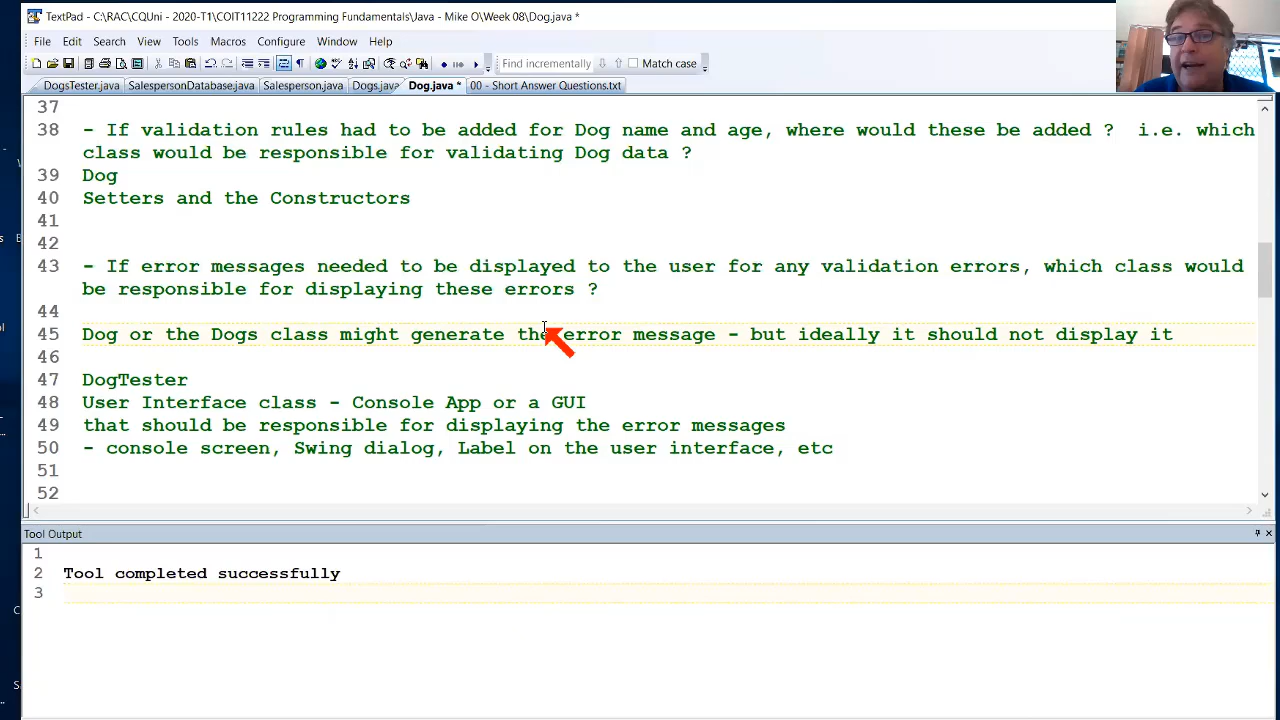 TextPad - C:\RAC\CQUni - 2020-T1\COIT11222 Programming Fundamentals\Java - Mike O\Week 08\Dog.java *
File Edit Search View Tools Macros Configure Window Help
Find incrementally Match case
DogsTester.java SalespersonDatabase.java Salesperson.java Dogs.java Dog.java * 00 - Short Answer Questions.txt
37
38 - If validation rules had to be added for Dog name and age, where would these be added ? i.e. which
class would be responsible for validating Dog data ?
39 Dog
40 Setters and the Constructors
41
42
43 - If error messages needed to be displayed to the user for any validation errors, which class would
be responsible for displaying these errors ?
44
45 Dog or the Dogs class might generate the error message - but ideally it should not display it
46
47 DogTester
48 User Interface class - Console App or a GUI
49 that should be responsible for displaying the error messages
50 - console screen, Swing dialog, Label on the user interface, etc
51
52
Tool Output
1
2 Tool completed successfully
3